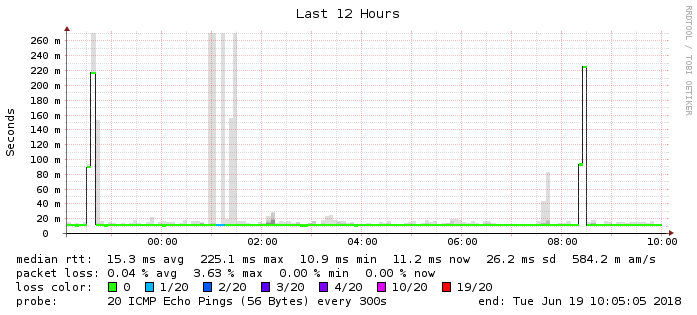 Last 12 Hours
RRDTOOL / TOBI OETIKER
Seconds
260 m
240 m
220 m
200 m
180 m
160 m
140 m
120 m
100 m
80 m
60 m
40 m
20 m
0
00:00 02:00 04:00 06:00 08:00 10:00
median rtt: 15.3 ms avg 225.1 ms max 10.9 ms min 11.2 ms now 26.2 ms sd 584.2 m am/s
packet loss: 0.04 % avg 3.63 % max 0.00 % min 0.00 % now
loss color: 0 1/20 2/20 3/20 4/20 10/20 19/20
probe: 20 ICMP Echo Pings (56 Bytes) every 300s end: Tue Jun 19 10:05:05 2018